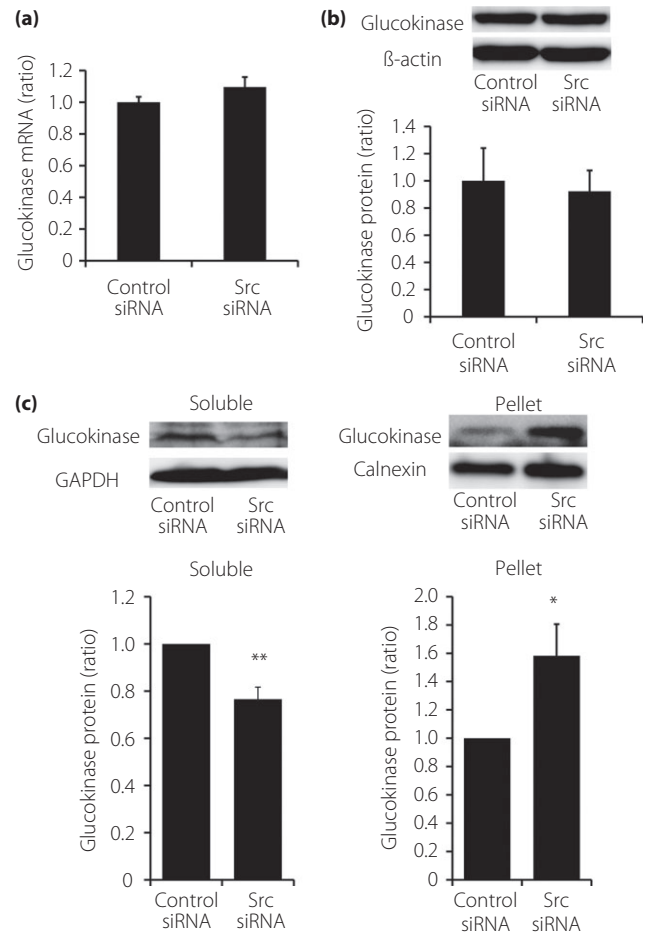 (a)
Glucokinase mRNA (ratio)
1.2
1.0
0.8
0.6
0.4
0.2
0
Control
siRNA
Src
siRNA
(b)
Glucokinase
ß-actin
Control
siRNA
Src
siRNA
Glucokinase protein (ratio)
1.4
1.2
1.0
0.8
0.6
0.4
0.2
0
Control
siRNA
Src
siRNA
(c)
Soluble
Glucokinase
GAPDH
Control
siRNA
Src
siRNA
Pellet
Glucokinase
Calnexin
Control
siRNA
Src
siRNA
Soluble
Glucokinase protein (ratio)
1.2
1.0
0.8
0.6
0.4
0.2
0
**
Control
siRNA
Src
siRNA
Pellet
Glucokinase protein (ratio)
2.0
1.8
1.6
1.4
1.2
1.0
0.8
0.6
0.4
0.2
0
*
Control
siRNA
Src
siRNA